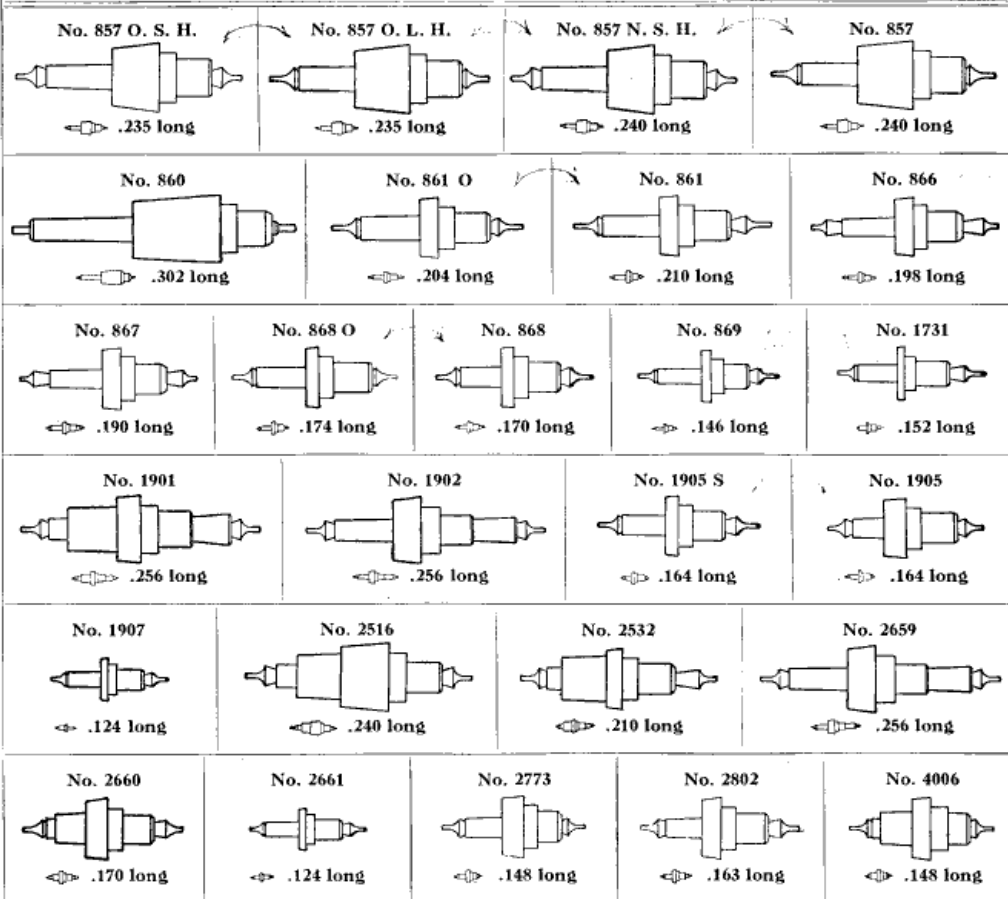 No. 857 O. S. H.
No. 857 O. L. H.
No. 857 N. S. H.
No. 857
.235 long
.235 long
.240 long
.240 long
No. 860
No. 861 O
No. 861
No. 866
.302 long
.204 long
.210 long
.198 long
No. 867
No. 868 O
No. 868
No. 869
No. 1731
.190 long
.174 long
.170 long
.146 long
.152 long
No. 1901
No. 1902
No. 1905 S
No. 1905
.256 long
.256 long
.164 long
.164 long
No. 1907
No. 2516
No. 2532
No. 2659
.124 long
.240 long
.210 long
.256 long
No. 2660
No. 2661
No. 2773
No. 2802
No. 4006
.170 long
.124 long
.148 long
.163 long
.148 long